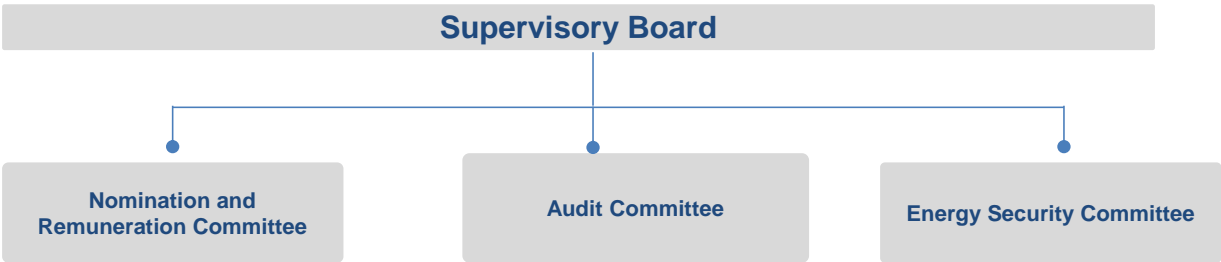 Supervisory Board
Nomination and
Remuneration Committee
Audit Committee
Energy Security Committee